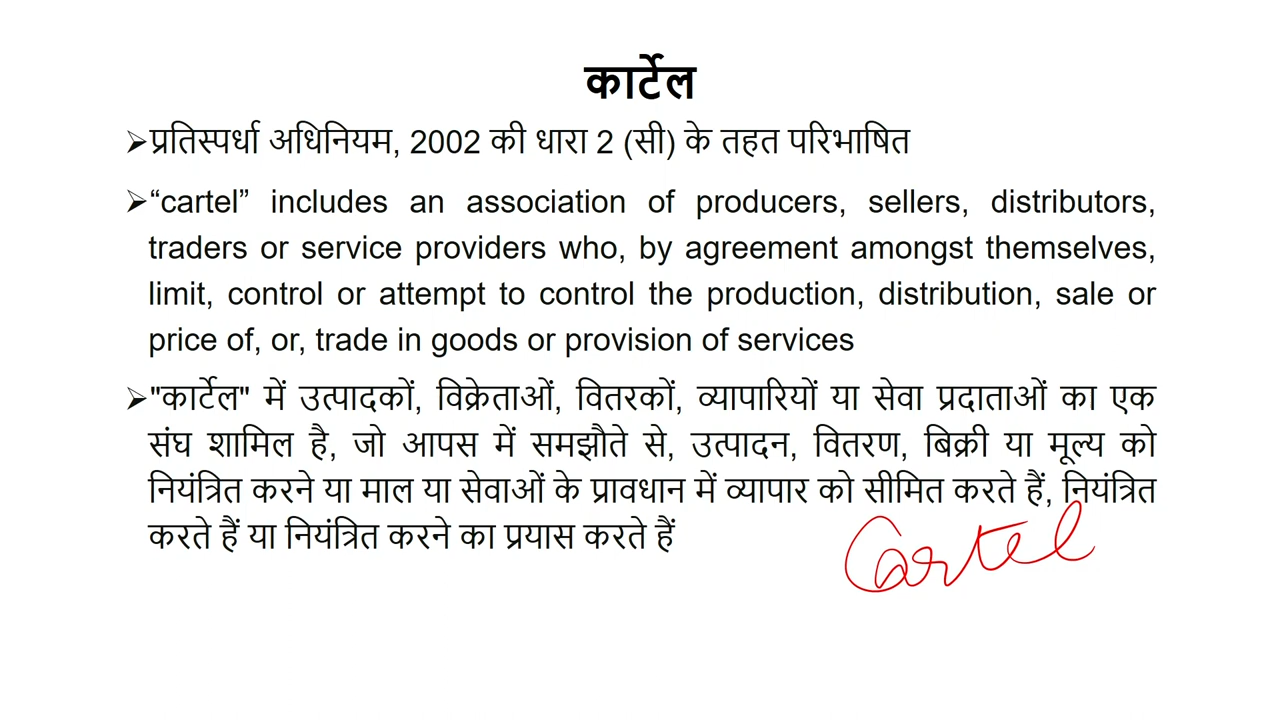 कार्टेल
➢प्रतिस्पर्धा अधिनियम, 2002 की धारा 2 (सी) के तहत परिभाषित
➢“cartel” includes an association of producers, sellers, distributors,
traders or service providers who, by agreement amongst themselves,
limit, control or attempt to control the production, distribution, sale or
price of, or, trade in goods or provision of services
➢"कार्टेल" में उत्पादकों, विक्रेताओं, वितरकों, व्यापारियों या सेवा प्रदाताओं का एक
संघ शामिल है, जो आपस में समझौते से, उत्पादन, वितरण, बिक्री या मूल्य को
नियंत्रित करने या माल या सेवाओं के प्रावधान में व्यापार को सीमित करते हैं, नियंत्रित
करते हैं या नियंत्रित करने का प्रयास करते हैं
Cartel